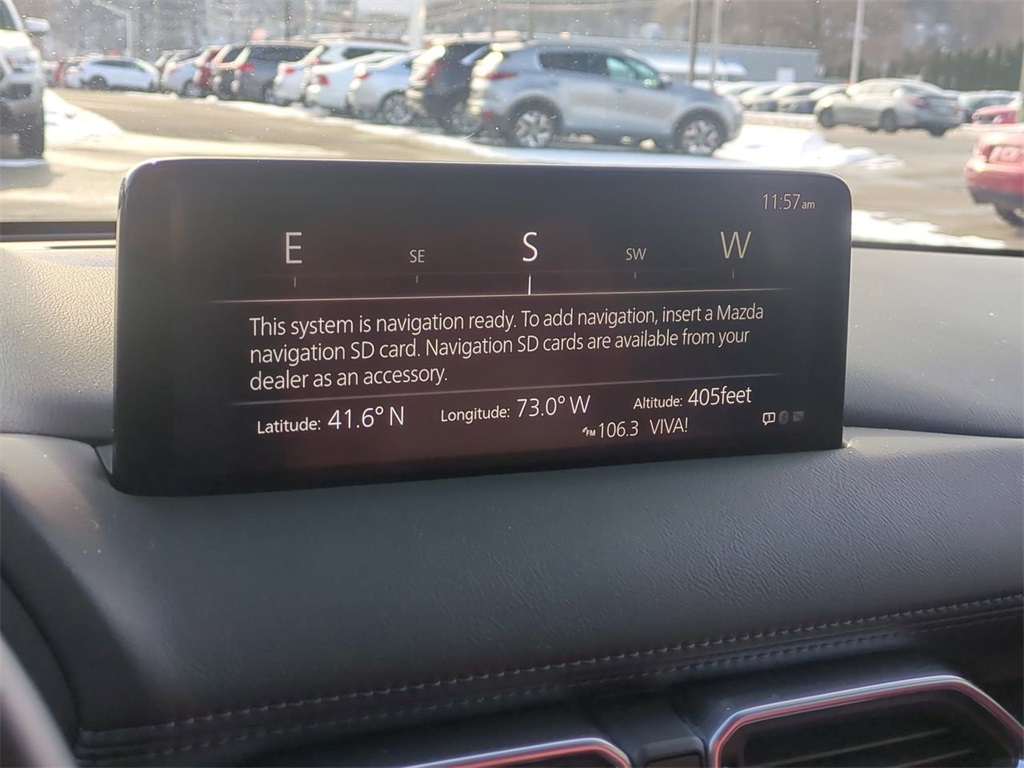 11:57am
E SE S SW W
This system is navigation ready. To add navigation, insert a Mazda
navigation SD card. Navigation SD cards are available from your
dealer as an accessory.
Latitude: 41.6° N Longitude: 73.0° W Altitude: 405feet
FM 106.3 VIVA!